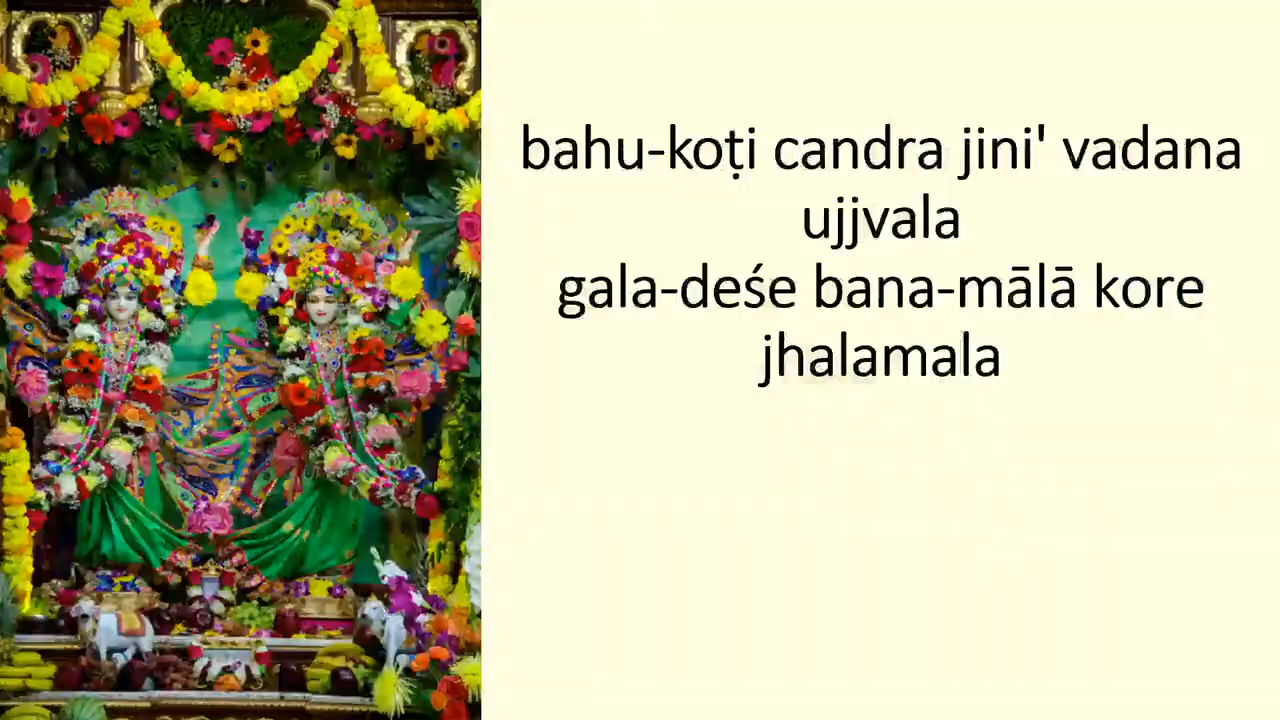 bahu-koṭi candra jini' vadana
ujjvala
gala-deśe bana-mālā kore
jhalamala